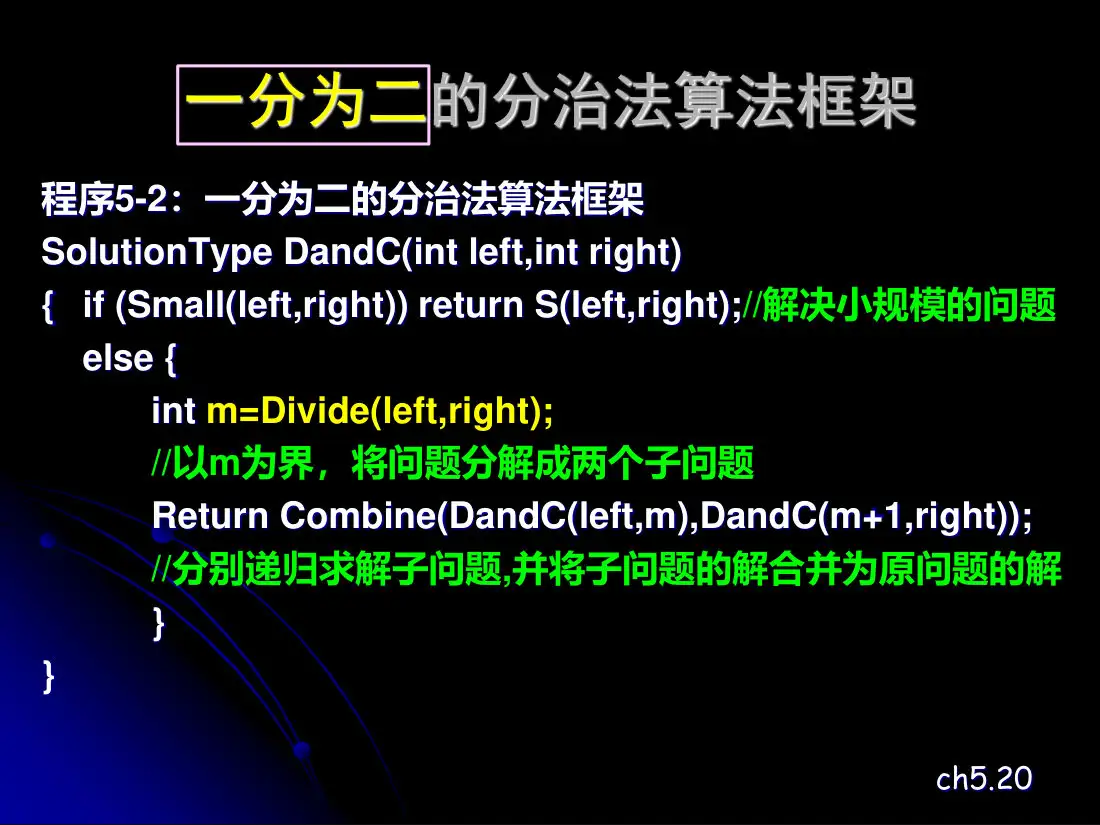 一分为二的分治法算法框架
程序5-2：一分为二的分治法算法框架
SolutionType DandC(int left,int right)
{ if (Small(left,right)) return S(left,right);//解决小规模的问题
else {
int m=Divide(left,right);
//以m为界，将问题分解成两个子问题
Return Combine(DandC(left,m),DandC(m+1,right));
//分别递归求解子问题,并将子问题的解合并为原问题的解
}
}
ch5.20